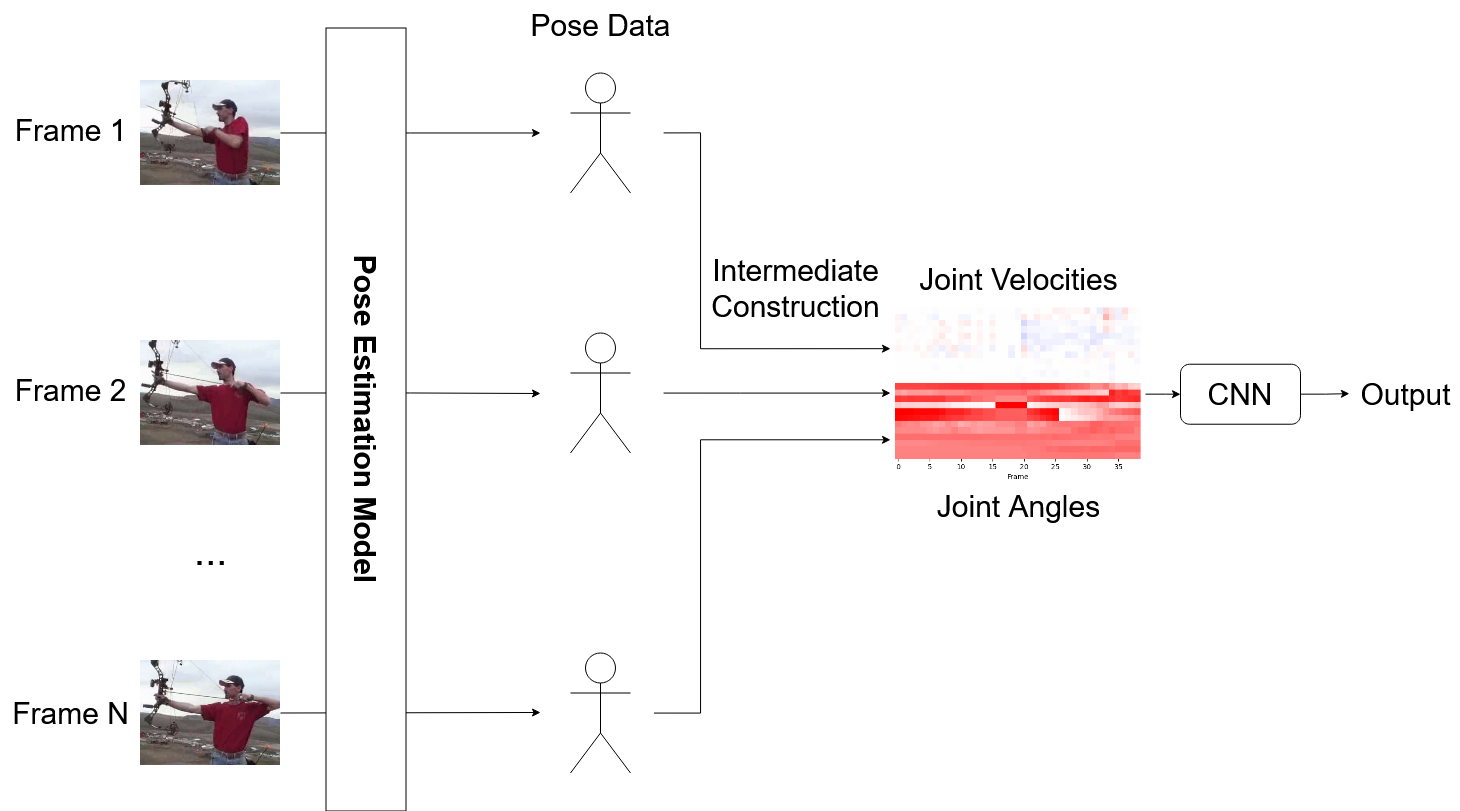 Pose Data
Frame 1
Frame 2
...
Frame N
Pose Estimation Model
Intermediate
Construction
Joint Velocities
0 5 10 15 20 25 30 35
Frame
Joint Angles
CNN
Output